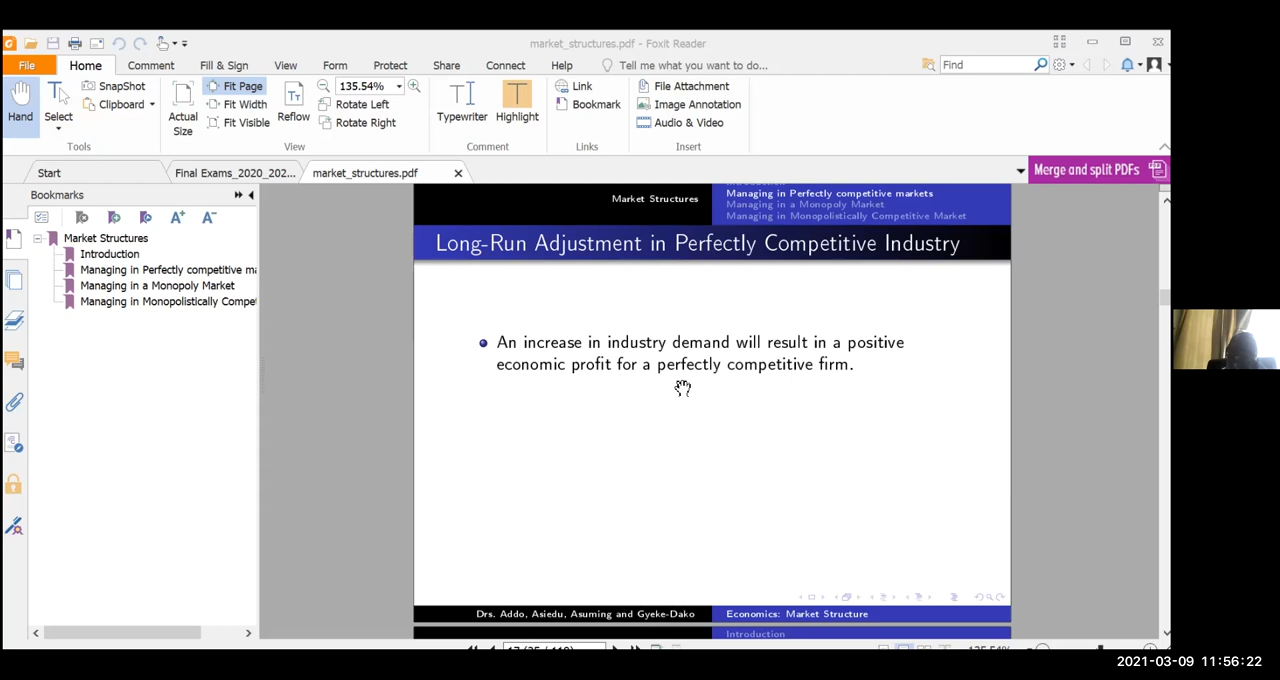 market_structures.pdf - Foxit Reader
File
Home
Comment
Fill & Sign
View
Form
Protect
Share
Connect
Help
Tell me what you want to do...
Find
Hand
Select
SnapShot
Clipboard
Tools
Actual
Size
Fit Page
Fit Width
Fit Visible
Reflow
135.54%
Rotate Left
Rotate Right
View
Typewriter
Highlight
Comment
Link
Bookmark
Links
File Attachment
Image Annotation
Audio & Video
Insert
Start
Final Exams_2020_202...
market_structures.pdf
Merge and split PDFs
Bookmarks
Market Structures
Introduction
Managing in Perfectly competitive ma
Managing in a Monopoly Market
Managing in Monopolistically Compet
Market Structures
Managing in Perfectly competitive markets
Managing in a Monopoly Market
Managing in Monopolistically Competitive Market
Long-Run Adjustment in Perfectly Competitive Industry
An increase in industry demand will result in a positive
economic profit for a perfectly competitive firm.
Drs. Addo, Asiedu, Asuming and Gyeke-Dako
Economics: Market Structure
Introduction
2021-03-09 11:56:22